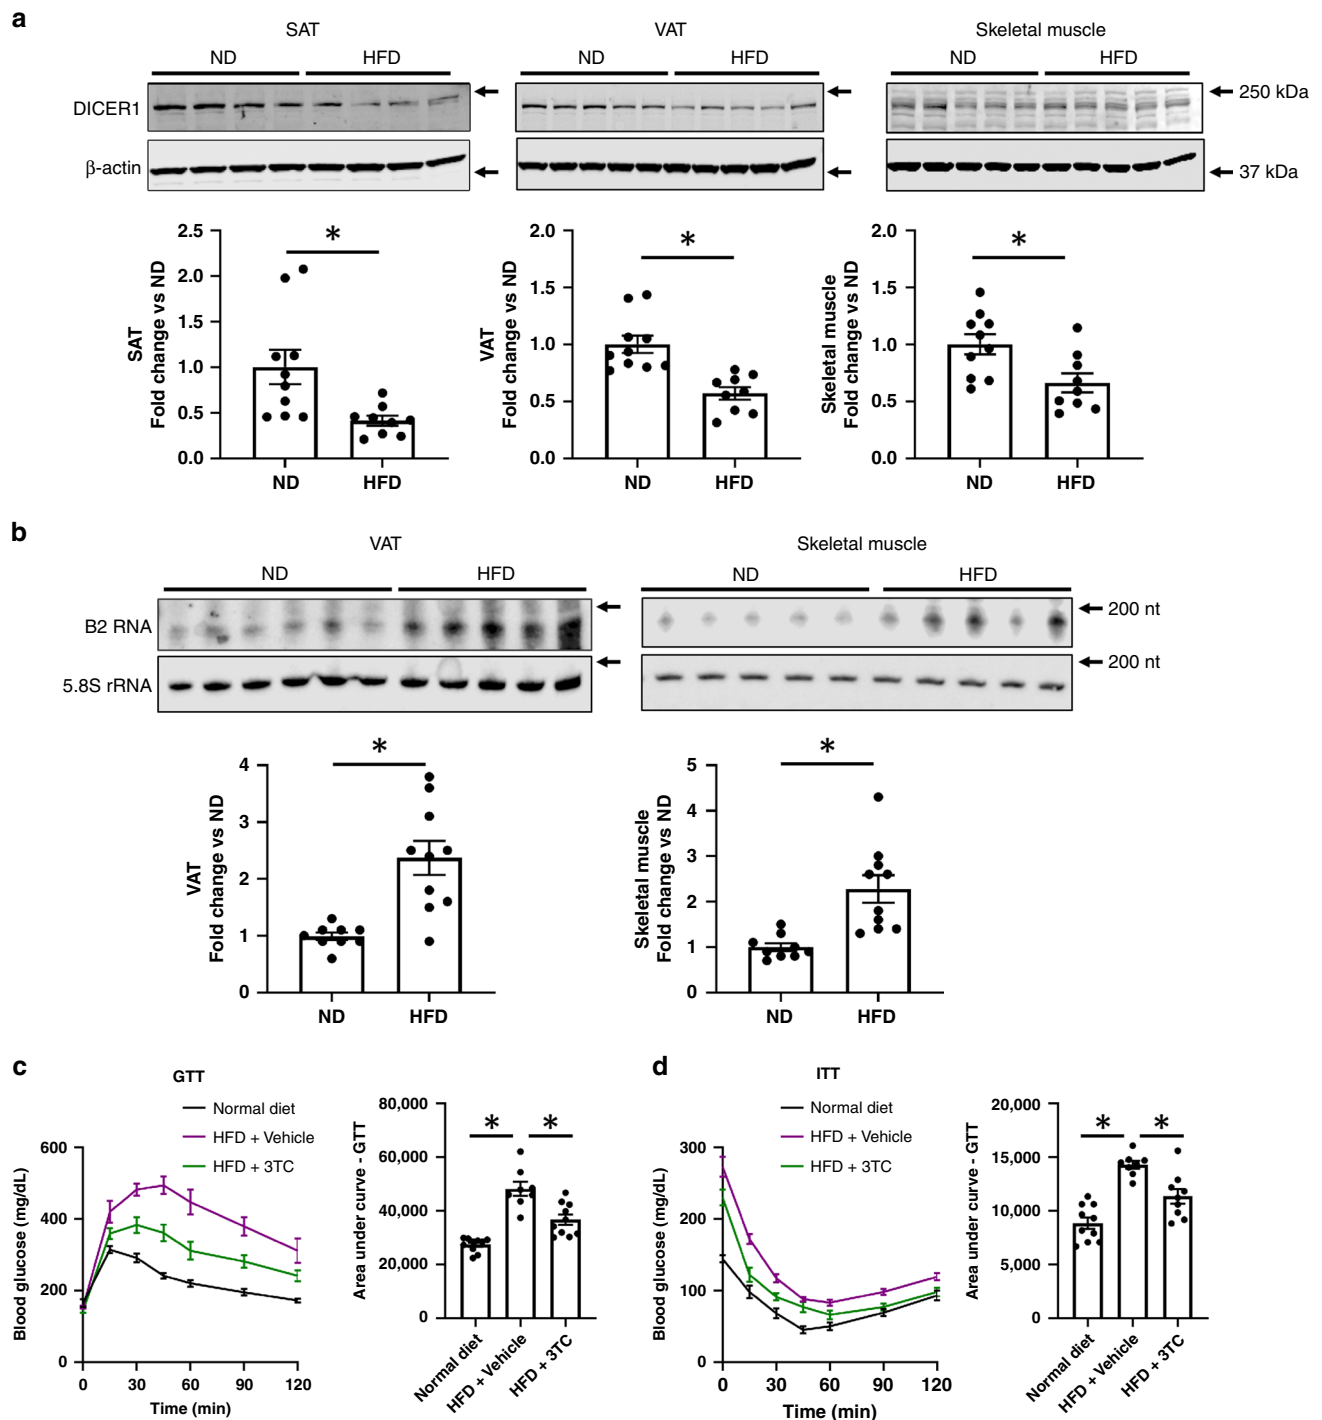 a
SAT
VAT
Skeletal muscle
ND
HFD
ND
HFD
ND
HFD
DICER1
250 kDa
β-actin
37 kDa
SAT
Fold change vs ND
2.5
2.0
1.5
1.0
0.5
0.0
*
ND
HFD
VAT
Fold change vs ND
2.0
1.5
1.0
0.5
0.0
*
ND
HFD
Skeletal muscle
Fold change vs ND
2.0
1.5
1.0
0.5
0.0
*
ND
HFD
b
VAT
Skeletal muscle
ND
HFD
ND
HFD
B2 RNA
200 nt
5.8S rRNA
200 nt
VAT
Fold change vs ND
4
3
2
1
0
*
ND
HFD
Skeletal muscle
Fold change vs ND
5
4
3
2
1
0
*
ND
HFD
c
GTT
Normal diet
HFD + Vehicle
HFD + 3TC
Blood glucose (mg/dL)
600
400
200
0
0
30
60
90
120
Time (min)
Area under curve - GTT
80,000
60,000
40,000
20,000
0
*
*
Normal diet
HFD + Vehicle
HFD + 3TC
d
ITT
Normal diet
HFD + Vehicle
HFD + 3TC
Blood glucose (mg/dL)
300
200
100
0
0
30
60
90
120
Time (min)
Area under curve - GTT
20,000
15,000
10,000
5,000
0
*
*
Normal diet
HFD + Vehicle
HFD + 3TC